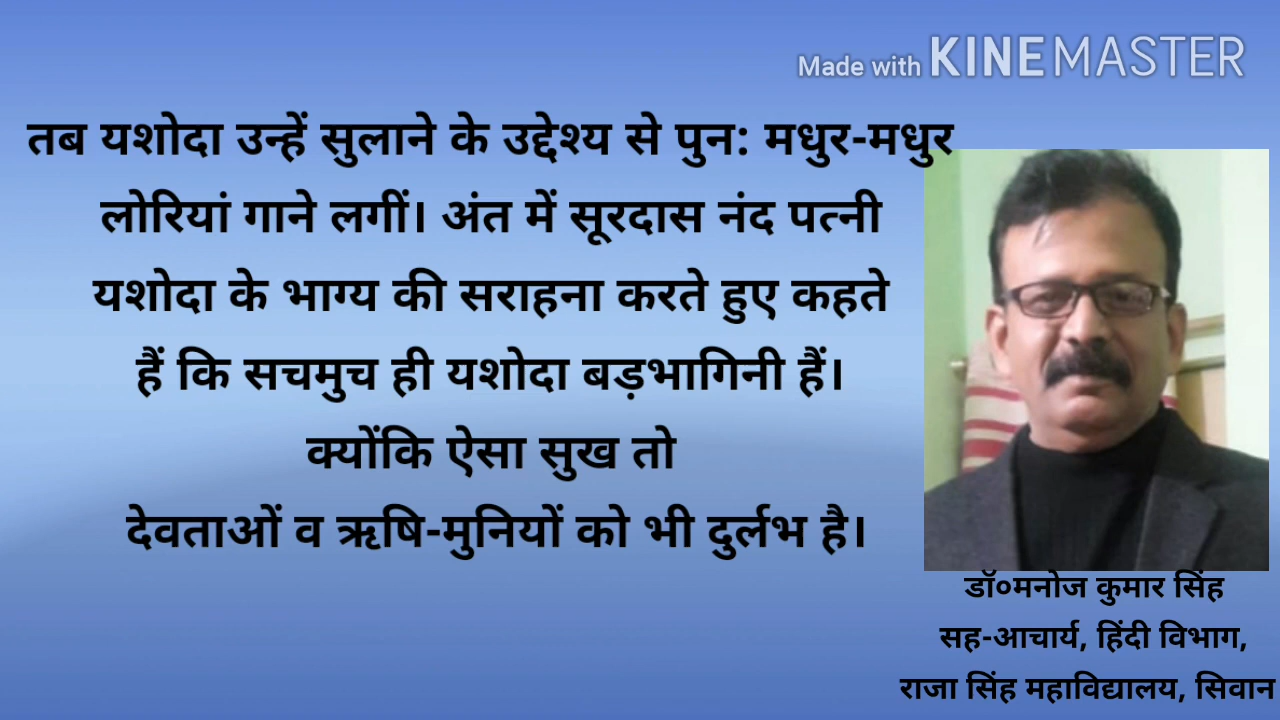 Made with KINEMASTER
तब यशोदा उन्हें सुलाने के उद्देश्य से पुन: मधुर-मधुर
लोरियां गाने लगीं। अंत में सूरदास नंद पत्नी
यशोदा के भाग्य की सराहना करते हुए कहते
हैं कि सचमुच ही यशोदा बड़भागिनी हैं।
क्योंकि ऐसा सुख तो
देवताओं व ऋषि-मुनियों को भी दुर्लभ है।
डॉ०मनोज कुमार सिंह
सह-आचार्य, हिंदी विभाग,
राजा सिंह महाविद्यालय, सिवान